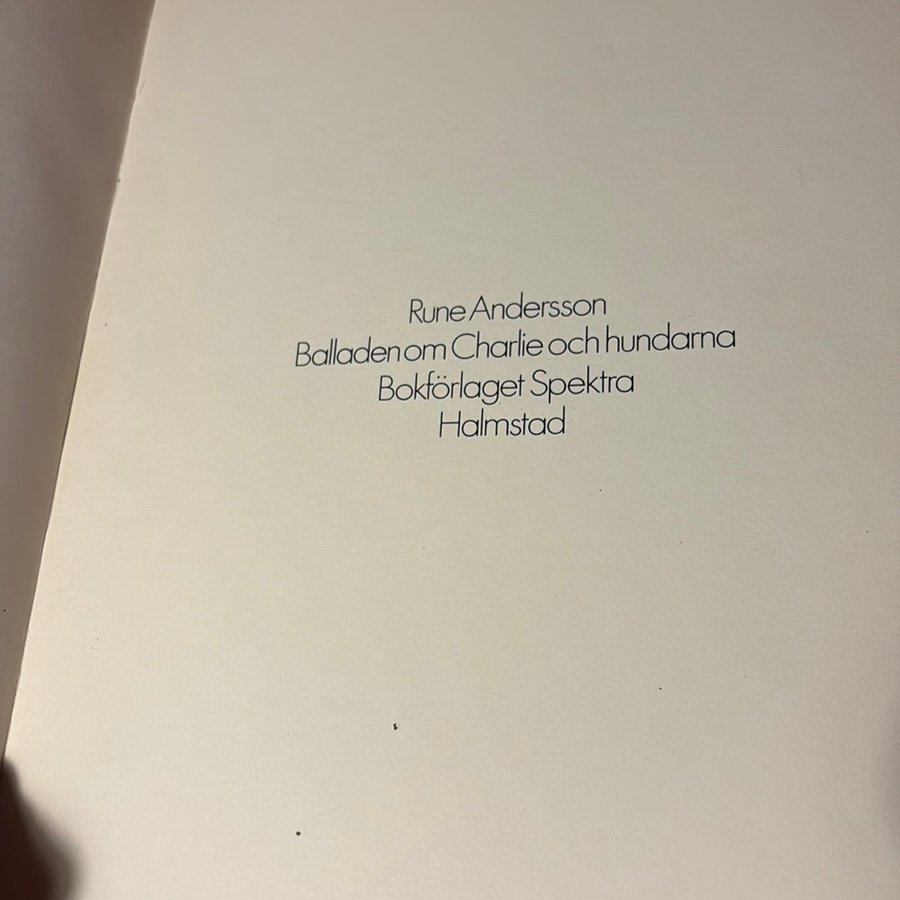 Rune Andersson
Balladen om Charlie och hundarna
Bokförlaget Spektra
Halmstad